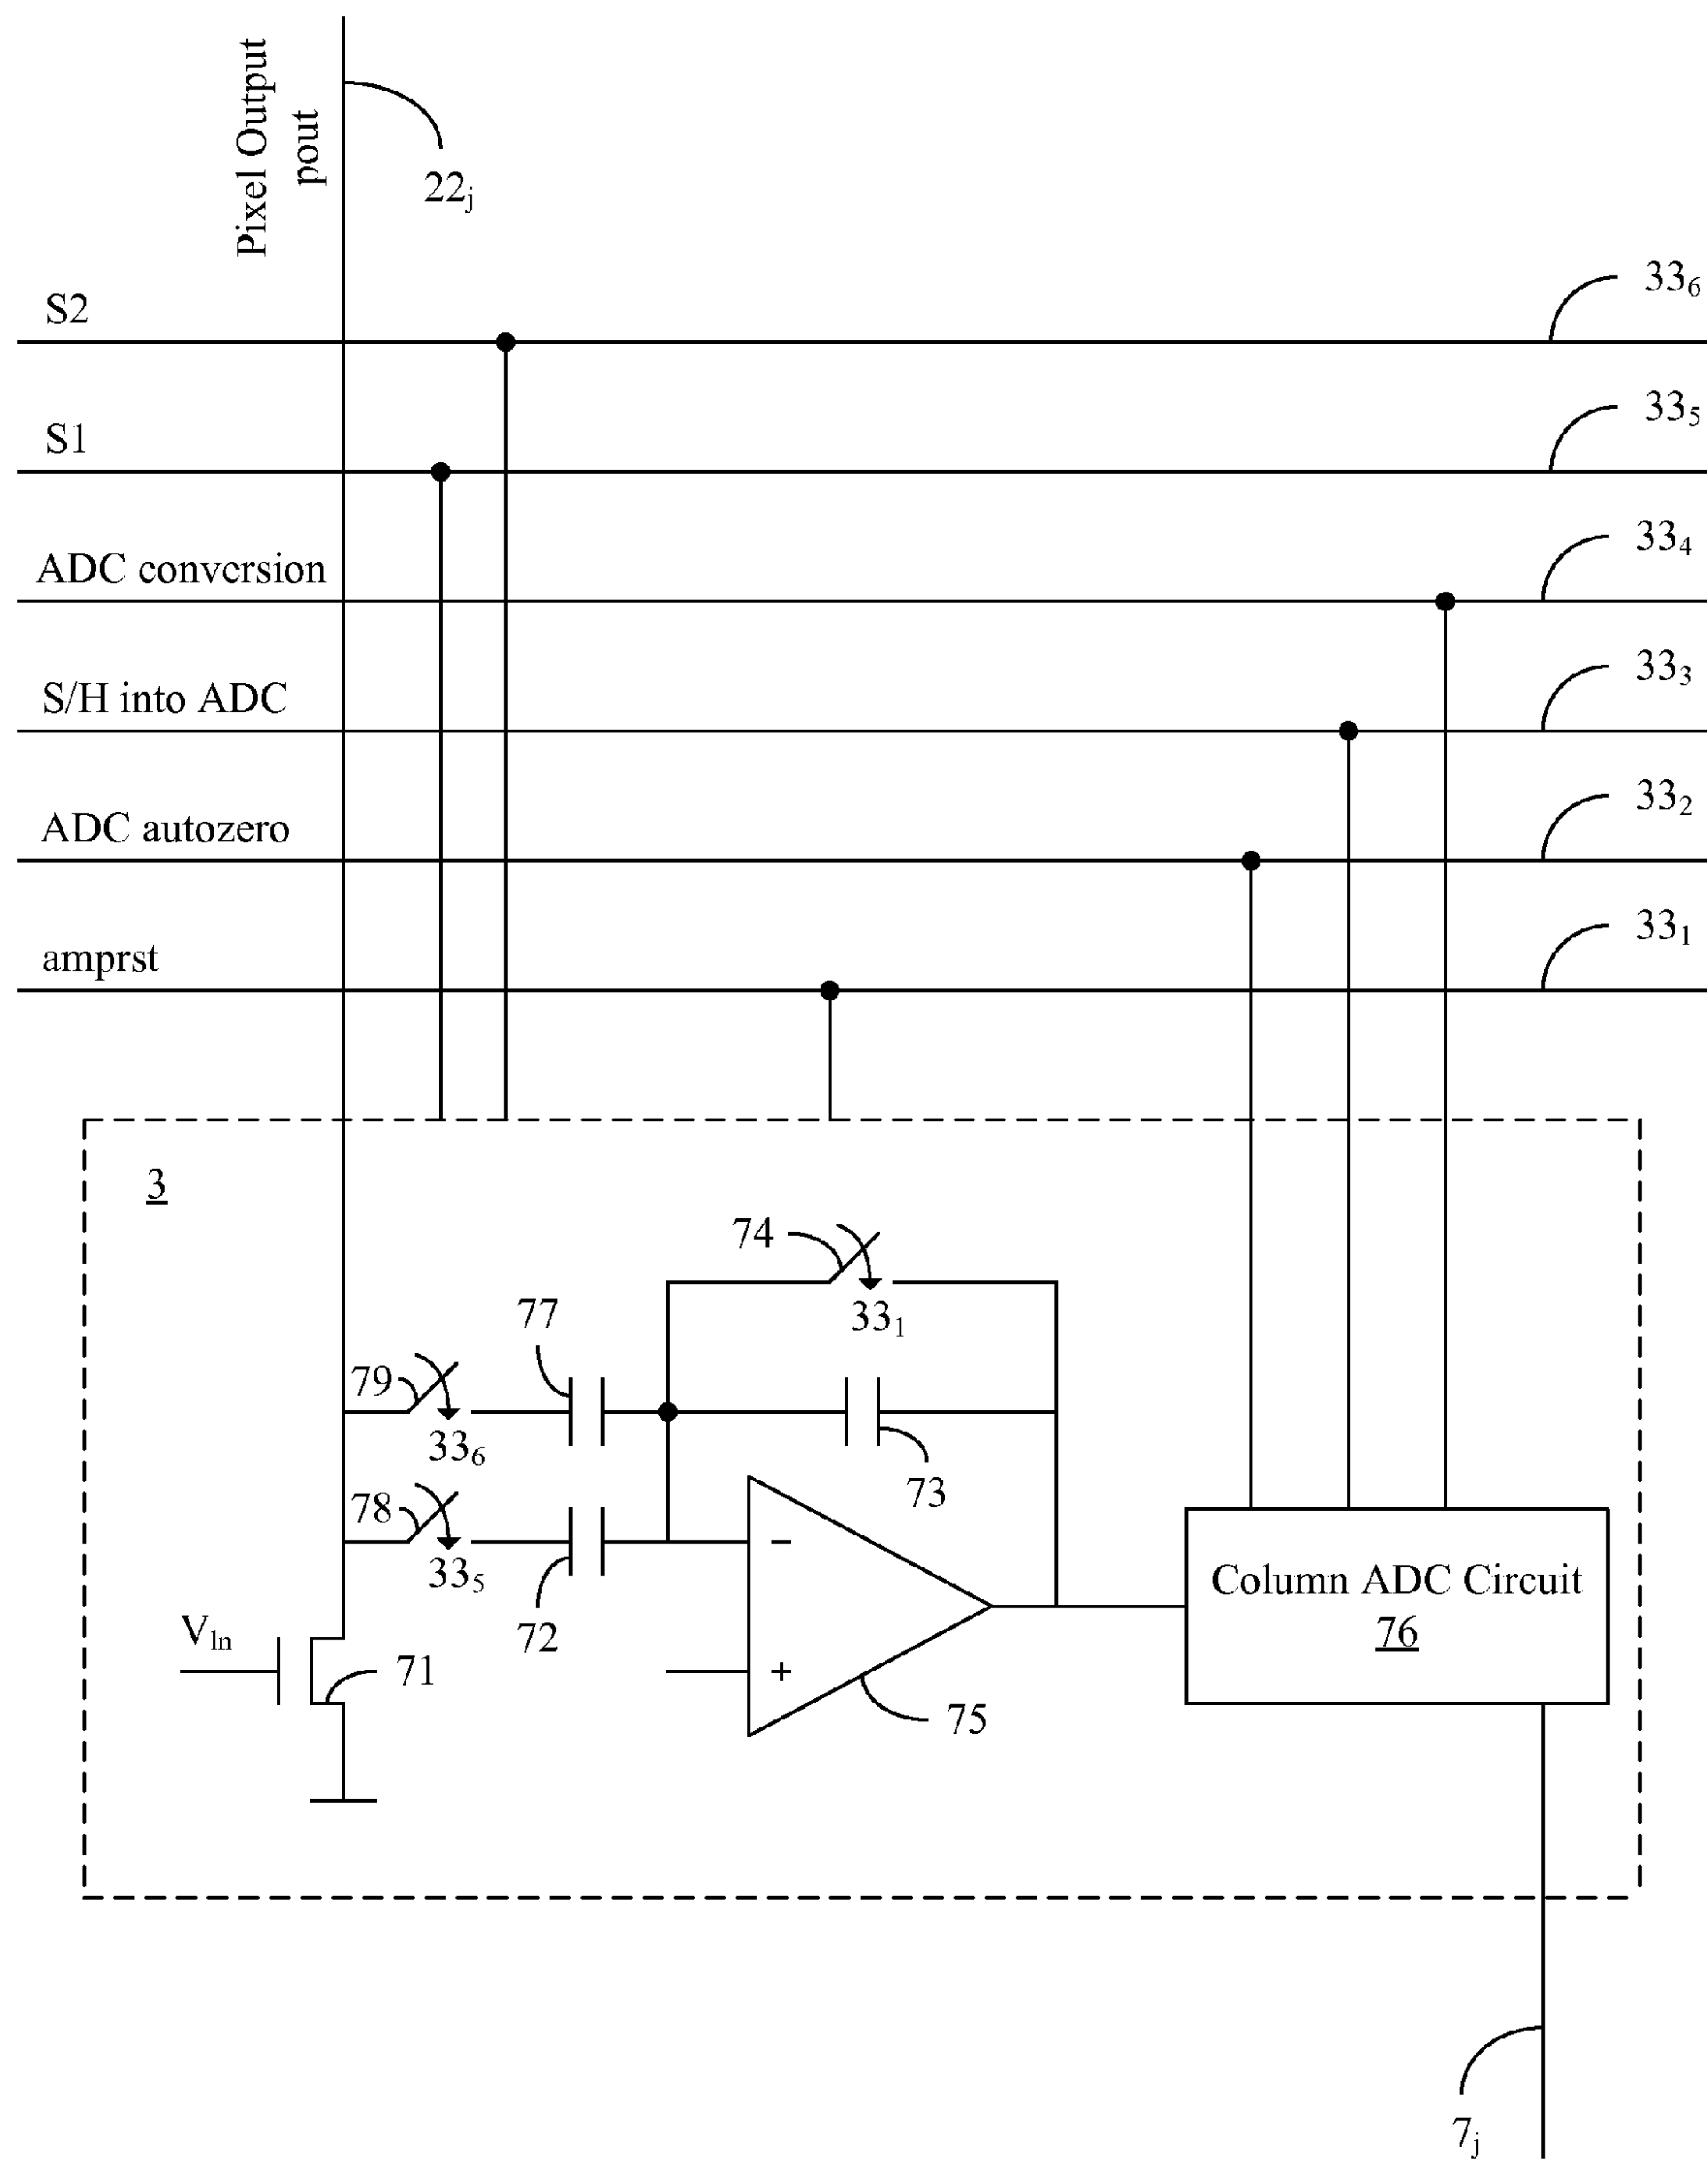 Pixel Output
pout
22j
S2
336
S1
335
ADC conversion
334
S/H into ADC
333
ADC autozero
332
amprst
331
3
74
331
77
79
336
73
78
335
72
Vln
71
−
+
75
Column ADC Circuit
76
7j